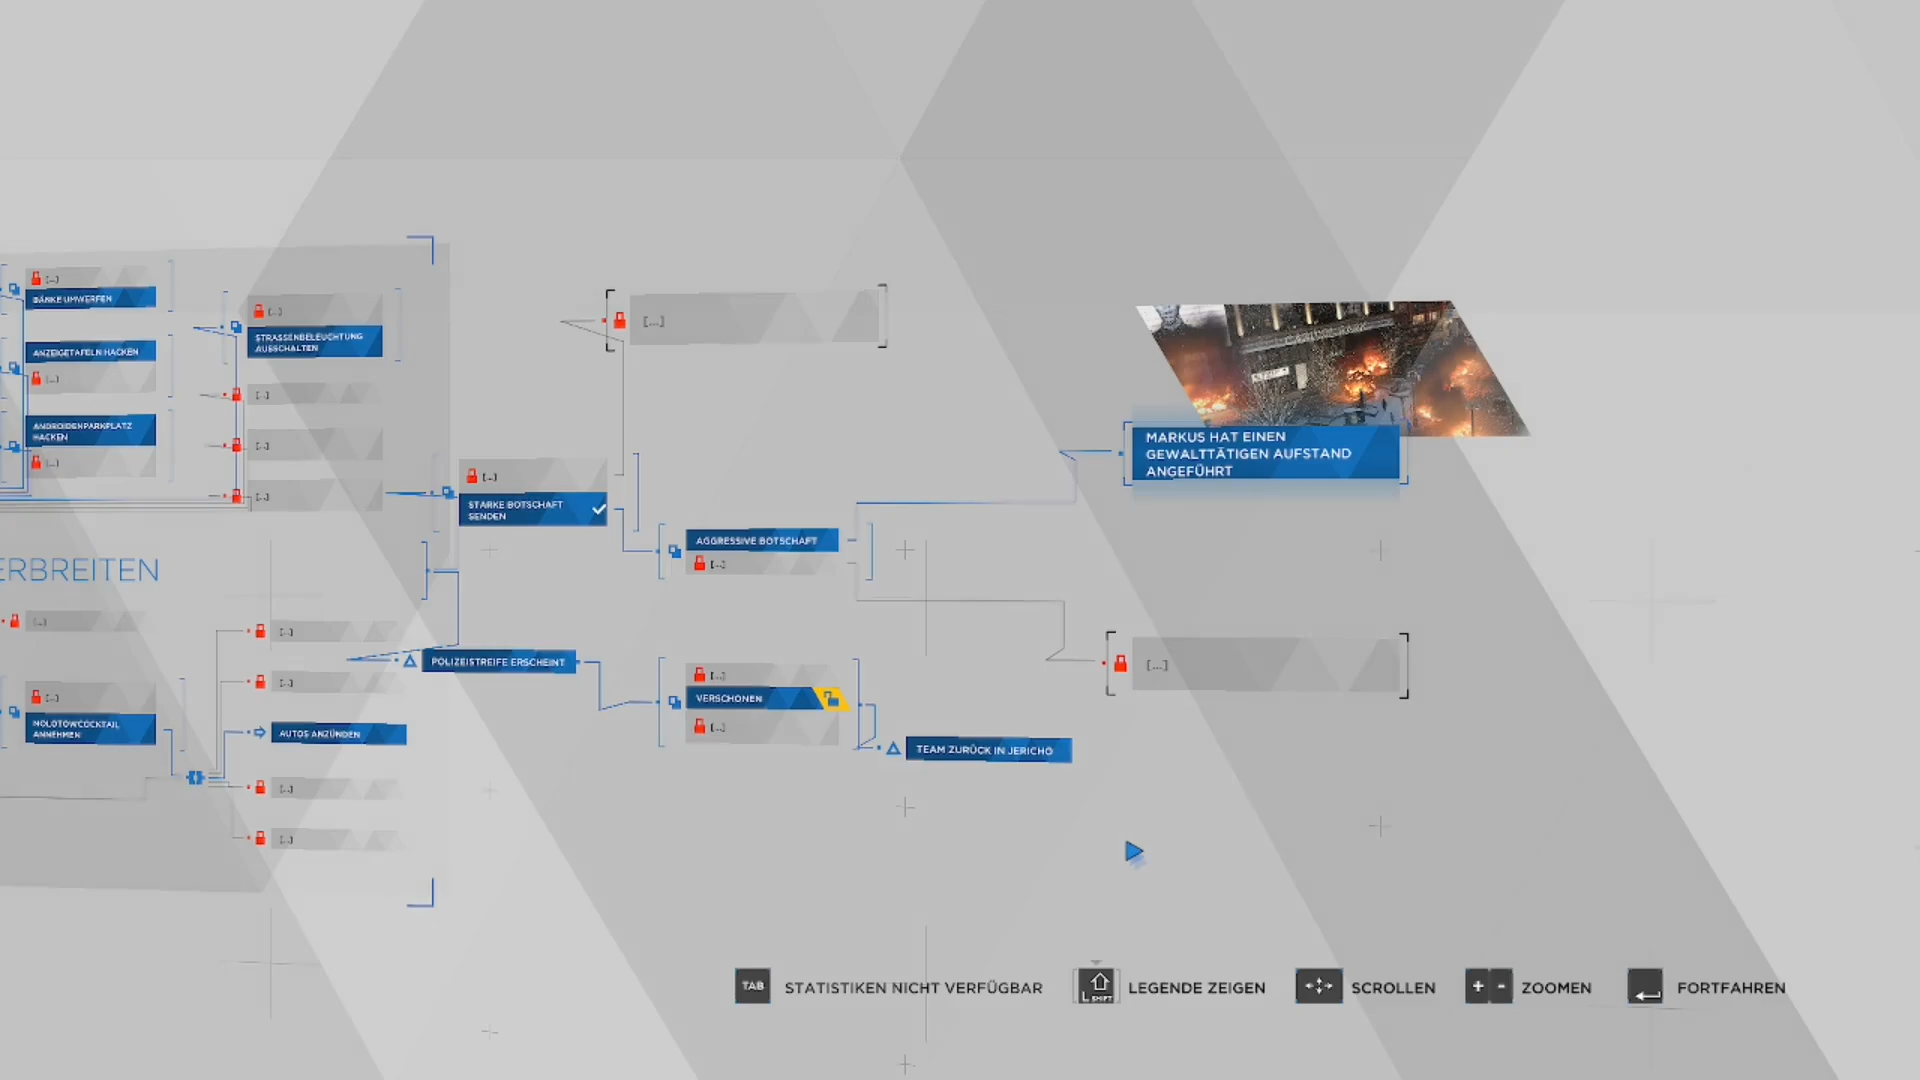 [...]
BÄNKE UMWERFEN
ANZEIGETAFELN HACKEN
[...]
ANDROIDENPARKPLATZ
HACKEN
[...]
[...]
STRASSENBELEUCHTUNG
AUSSCHALTEN
[...]
[...]
[...]
[...]
[...]
STARKE BOTSCHAFT
SENDEN
AGGRESSIVE BOTSCHAFT
[...]
MARKUS HAT EINEN
GEWALTTÄTIGEN AUFSTAND
ANGEFÜHRT
[...]
ERBREITEN
[...]
[...]
MOLOTOWCOCKTAIL
ANNEHMEN
[...]
[...]
AUTOS ANZÜNDEN
[...]
[...]
POLIZEISTREIFE ERSCHEINT
[...]
VERSCHONEN
[...]
TEAM ZURÜCK IN JERICHO
TAB STATISTIKEN NICHT VERFÜGBAR
L SHIFT LEGENDE ZEIGEN
SCROLLEN
+ - ZOOMEN
FORTFAHREN